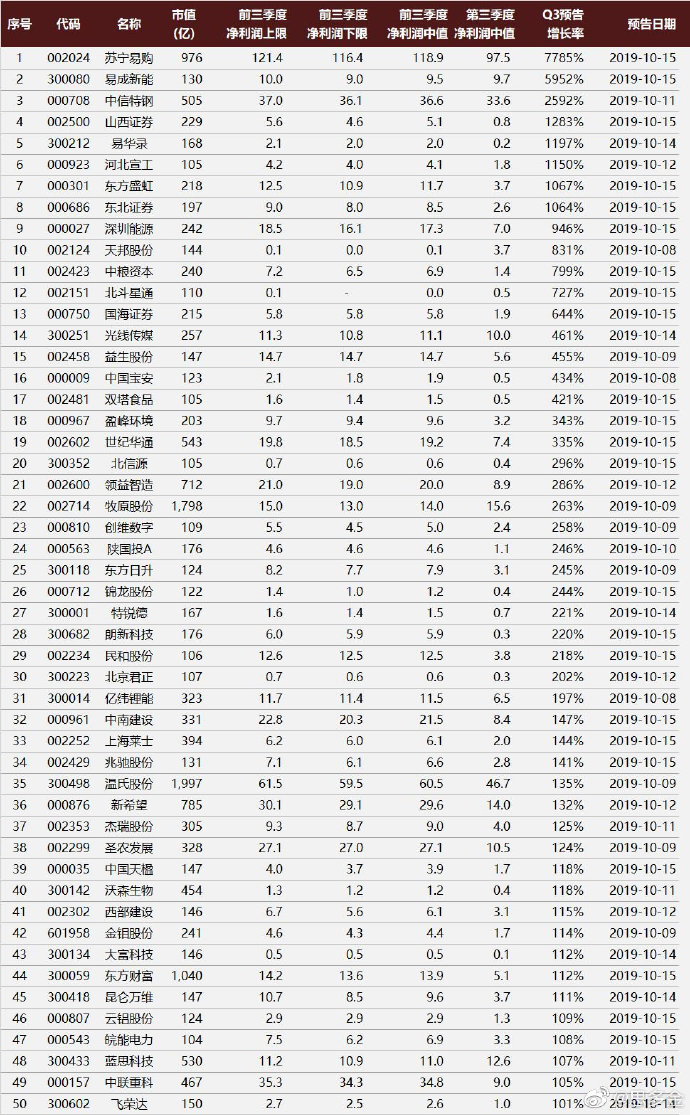 序号 代码 名称 市值(亿) 前三季度净利润上限 前三季度净利润下限 前三季度净利润中值 第三季度净利润中值 Q3预告增长率 预告日期
1 002024 苏宁易购 976 121.4 116.4 118.9 97.5 7785% 2019-10-15
2 300080 易成新能 130 10.0 9.0 9.5 9.7 5952% 2019-10-15
3 000708 中信特钢 505 37.0 36.1 36.6 33.6 2592% 2019-10-11
4 002500 山西证券 229 5.6 4.6 5.1 0.8 1283% 2019-10-15
5 300212 易华录 168 2.1 2.0 2.0 0.2 1197% 2019-10-14
6 000923 河北宣工 105 4.2 4.0 4.1 1.8 1150% 2019-10-12
7 000301 东方盛虹 218 12.5 10.9 11.7 3.7 1067% 2019-10-15
8 000686 东北证券 197 9.0 8.0 8.5 2.6 1064% 2019-10-15
9 000027 深圳能源 242 18.5 16.1 17.3 7.0 946% 2019-10-15
10 002124 天邦股份 144 0.1 0.0 0.1 3.7 831% 2019-10-08
11 002423 中粮资本 240 7.2 6.5 6.9 1.4 799% 2019-10-15
12 002151 北斗星通 110 0.1 - 0.0 0.5 727% 2019-10-15
13 000750 国海证券 215 5.8 5.8 5.8 1.9 644% 2019-10-15
14 300251 光线传媒 257 11.3 10.8 11.1 10.0 461% 2019-10-14
15 002458 益生股份 147 14.7 14.7 14.7 5.6 455% 2019-10-09
16 000009 中国宝安 123 2.1 1.8 1.9 0.5 434% 2019-10-08
17 002481 双塔食品 105 1.6 1.4 1.5 0.5 421% 2019-10-15
18 000967 盈峰环境 203 9.7 9.4 9.6 3.2 343% 2019-10-15
19 002602 世纪华通 543 19.8 18.5 19.2 7.4 335% 2019-10-15
20 300352 北信源 105 0.7 0.6 0.6 0.4 296% 2019-10-15
21 002600 领益智造 712 21.0 19.0 20.0 8.9 286% 2019-10-12
22 002714 牧原股份 1,798 15.0 13.0 14.0 15.6 263% 2019-10-09
23 000810 创维数字 109 5.5 4.5 5.0 2.4 258% 2019-10-09
24 000563 陕国投A 176 4.6 4.6 4.6 1.1 246% 2019-10-10
25 300118 东方日升 124 8.2 7.7 7.9 3.1 245% 2019-10-09
26 000712 锦龙股份 122 1.4 1.0 1.2 0.4 244% 2019-10-15
27 300001 特锐德 167 1.6 1.4 1.5 0.7 221% 2019-10-14
28 300682 朗新科技 176 6.0 5.9 5.9 0.3 220% 2019-10-15
29 002234 民和股份 106 12.6 12.5 12.5 3.8 218% 2019-10-15
30 300223 北京君正 107 0.7 0.6 0.6 0.3 202% 2019-10-12
31 300014 亿纬锂能 323 11.7 11.4 11.5 6.5 197% 2019-10-08
32 000961 中南建设 331 22.8 20.3 21.5 8.4 147% 2019-10-15
33 002252 上海莱士 394 6.2 6.0 6.1 2.0 144% 2019-10-15
34 002429 兆驰股份 131 7.1 6.1 6.6 2.8 141% 2019-10-15
35 300498 温氏股份 1,997 61.5 59.5 60.5 46.7 135% 2019-10-09
36 000876 新希望 785 30.1 29.1 29.6 14.0 132% 2019-10-12
37 002353 杰瑞股份 305 9.3 8.7 9.0 4.0 125% 2019-10-11
38 002299 圣农发展 328 27.1 27.0 27.1 10.5 124% 2019-10-09
39 000035 中国天楹 147 4.0 3.7 3.9 1.7 118% 2019-10-15
40 300142 沃森生物 454 1.3 1.2 1.2 0.4 118% 2019-10-11
41 002302 西部建设 146 6.7 5.6 6.1 3.1 115% 2019-10-12
42 601958 金钼股份 241 4.6 4.3 4.4 1.7 114% 2019-10-09
43 300134 大富科技 146 0.5 0.5 0.5 0.1 112% 2019-10-14
44 300059 东方财富 1,040 14.2 13.6 13.9 5.1 112% 2019-10-15
45 300418 昆仑万维 147 10.7 8.5 9.6 3.7 111% 2019-10-14
46 000807 云铝股份 124 2.9 2.9 2.9 1.3 109% 2019-10-15
47 000543 皖能电力 104 7.5 6.2 6.9 3.3 108% 2019-10-15
48 300433 蓝思科技 530 11.2 10.9 11.0 12.6 107% 2019-10-11
49 000157 中联重科 467 35.3 34.3 34.8 9.0 105% 2019-10-15
50 300602 飞荣达 150 2.7 2.5 2.6 1.0 101% 2019-10-14